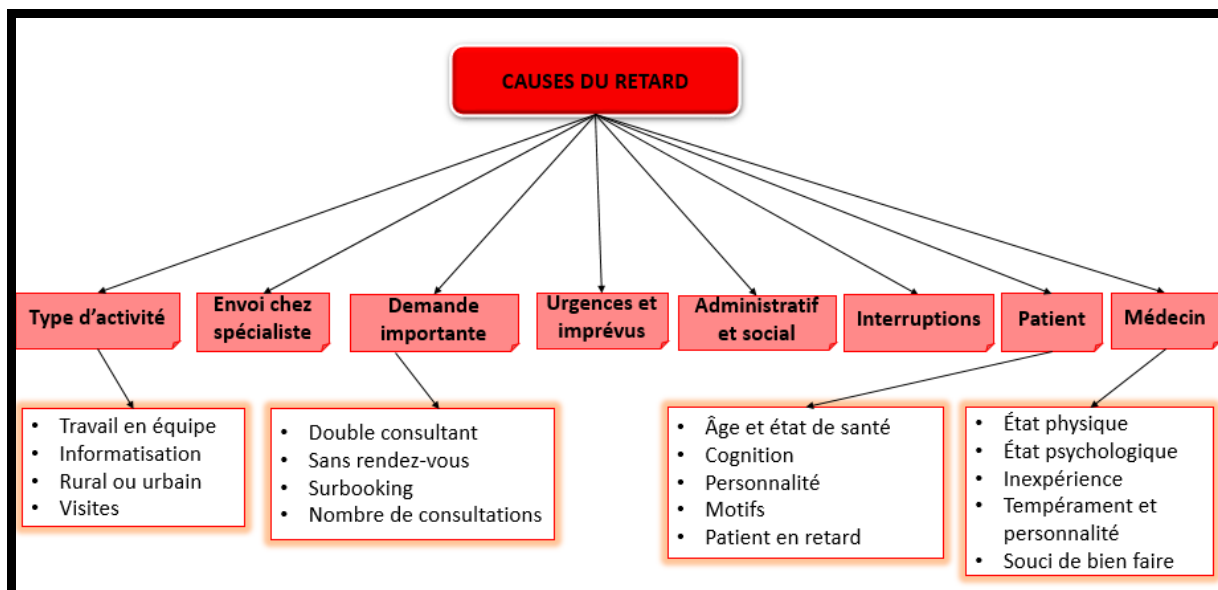 CAUSES DU RETARD
Type d'activité
Envoi chez
spécialiste
Demande
importante
Urgences et
imprévus
Administratif
et social
Interruptions
Patient
Médecin
• Travail en équipe
• Informatisation
• Rural ou urbain
• Visites
• Double consultant
• Sans rendez-vous
• Surbooking
• Nombre de consultations
• Âge et état de santé
• Cognition
• Personnalité
• Motifs
• Patient en retard
• État physique
• État psychologique
• Inexpérience
• Tempérament et
personnalité
• Souci de bien faire